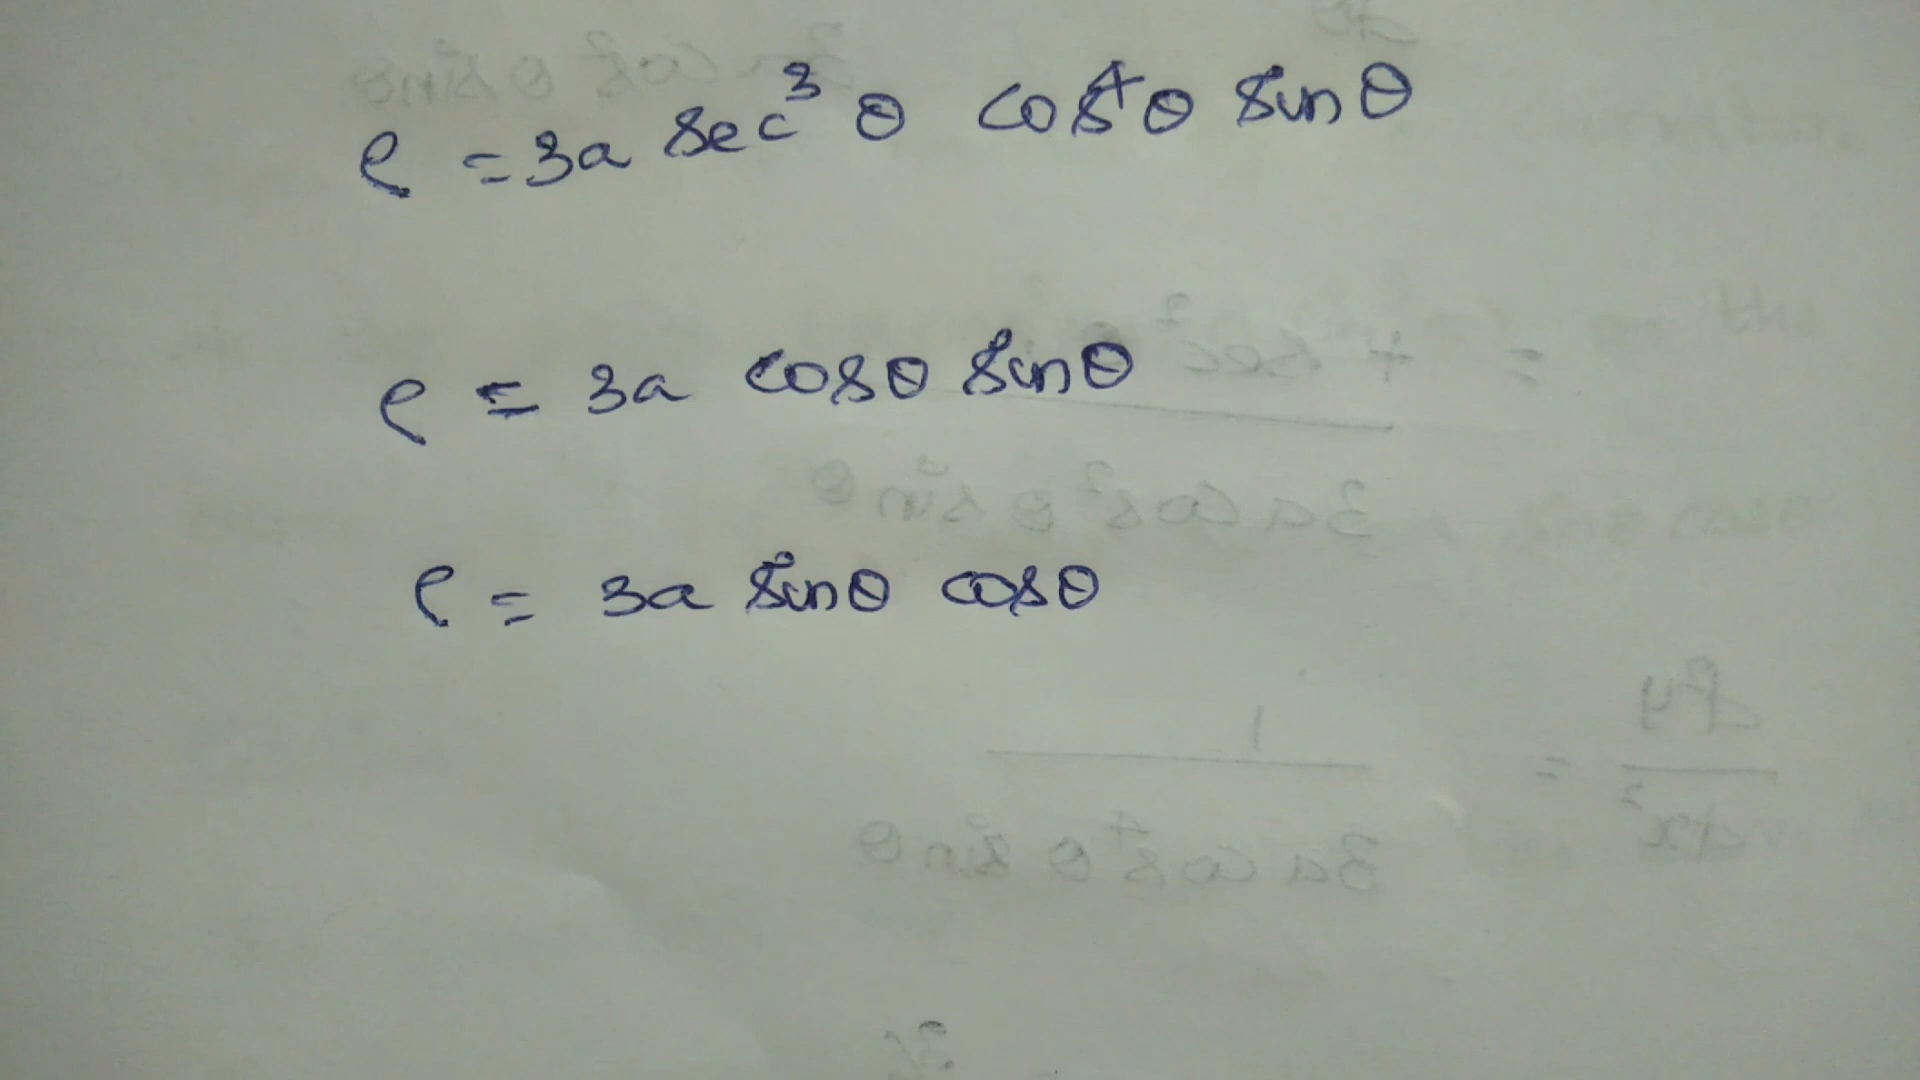 ρ = 3a sec³θ cos⁴θ sinθ
ρ = 3a cosθ sinθ
ρ = 3a sinθ cosθ